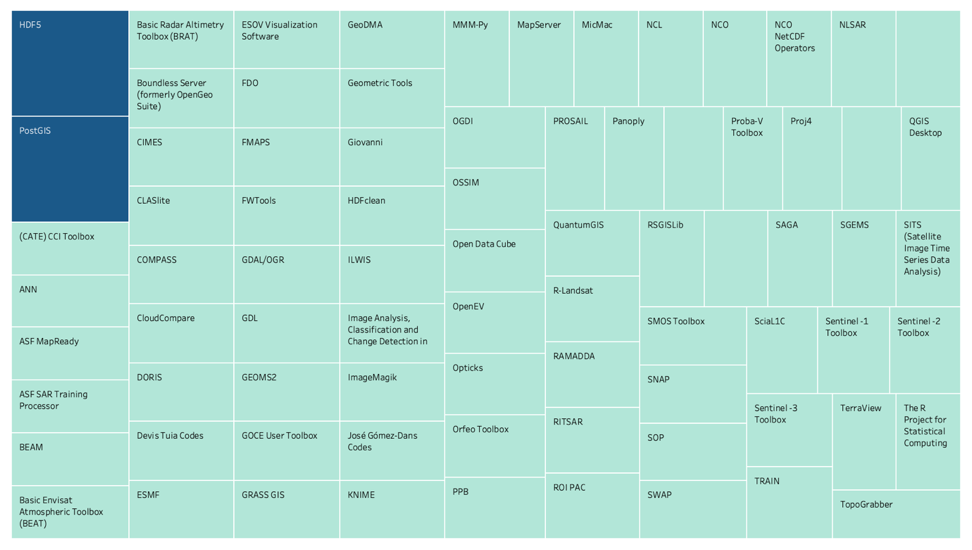 HDF5
PostGIS
(CATE) CCI Toolbox
ANN
ASF MapReady
ASF SAR Training
Processor
BEAM
Basic Envisat
Atmospheric Toolbox
(BEAT)
Basic Radar Altimetry
Toolbox (BRAT)
Boundless Server
(formerly OpenGeo
Suite)
CIMES
CLASlite
COMPASS
CloudCompare
DORIS
Devis Tuia Codes
ESMF
ESOV Visualization
Software
FDO
FMAPS
FWTools
GDAL/OGR
GDL
GEOMS2
GOCE User Toolbox
GRASS GIS
GeoDMA
Geometric Tools
Giovanni
HDFclean
ILWIS
Image Analysis,
Classification and
Change Detection in
ImageMagik
José Gómez-Dans
Codes
KNIME
MMM-Py
MapServer
MicMac
NCL
NCO
NCO
NetCDF
Operators
NLSAR
OGDI
OSSIM
Open Data Cube
OpenEV
Opticks
Orfeo Toolbox
PPB
PROSAIL
Panoply
Proba-V
Toolbox
Proj4
QGIS
Desktop
QuantumGIS
R-Landsat
RAMADDA
RITSAR
ROI PAC
RSGISLib
SAGA
SGEMS
SITS
(Satellite
Image Time
Series Data
Analysis)
SMOS Toolbox
SNAP
SOP
SWAP
SciaL1C
Sentinel-1
Toolbox
Sentinel-2
Toolbox
Sentinel-3
Toolbox
TRAIN
TerraView
The R
Project for
Statistical
Computing
TopoGrabber